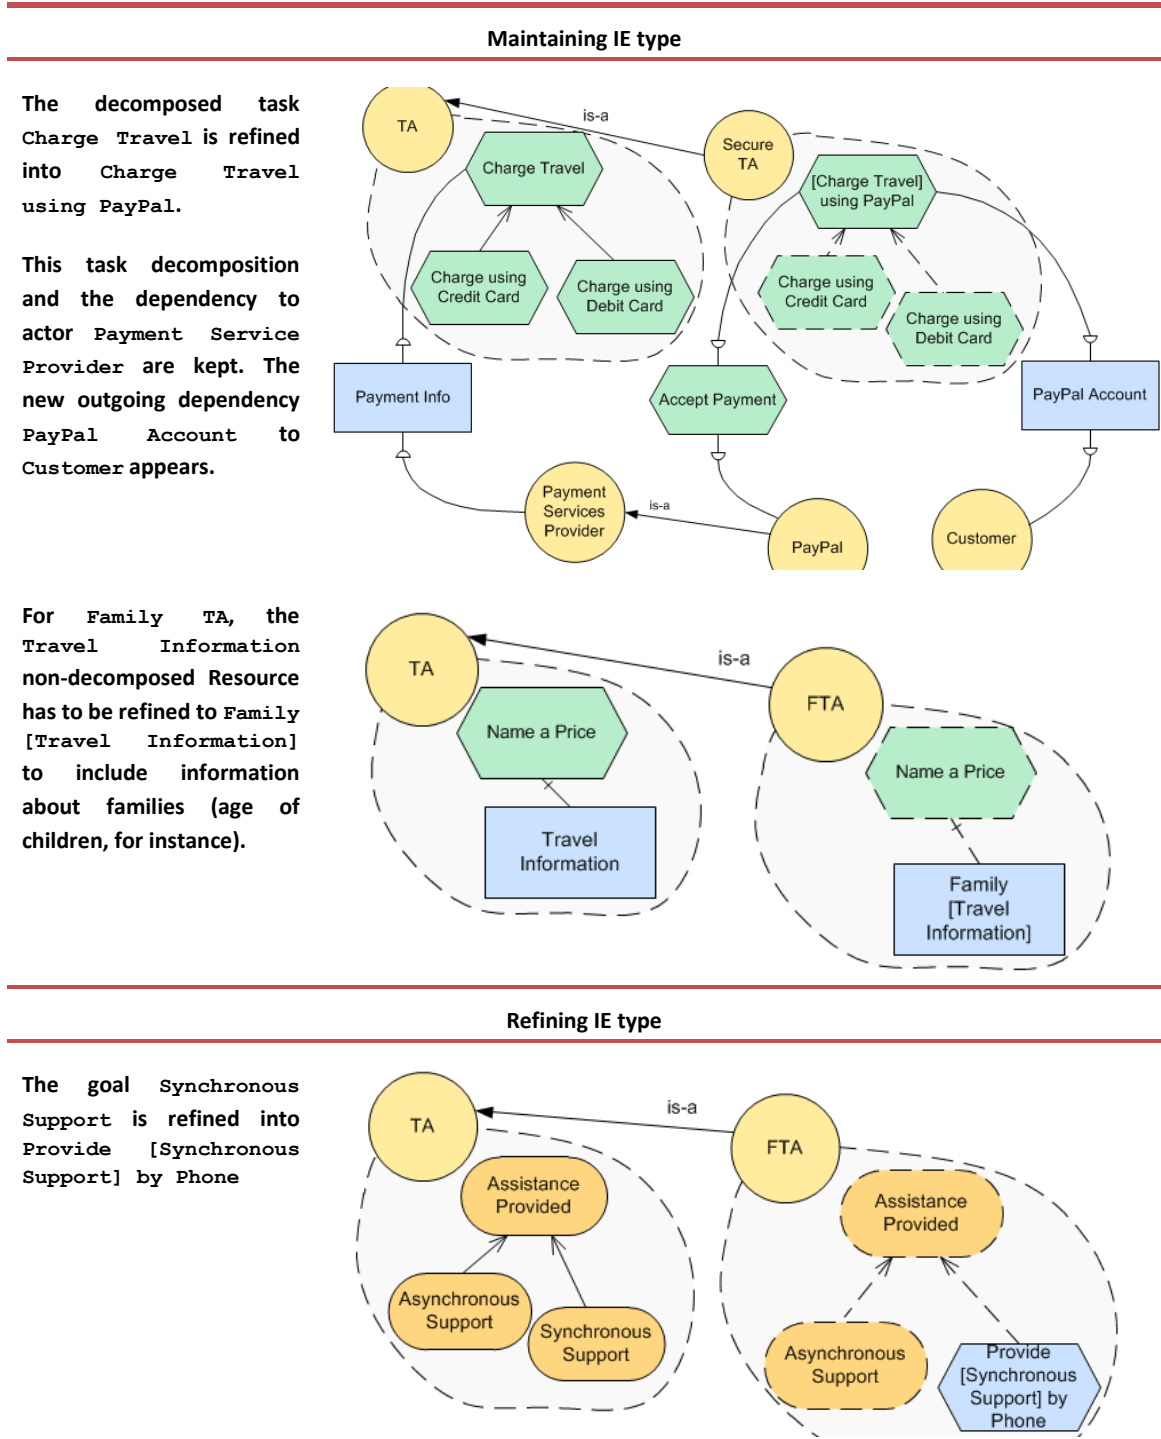 Maintaining IE type
The decomposed task
Charge Travel is refined
into Charge Travel
using PayPal.
This task decomposition
and the dependency to
actor Payment Service
Provider are kept. The
new outgoing dependency
PayPal Account to
Customer appears.
TA
is-a
Secure
TA
Charge Travel
[Charge Travel]
using PayPal
Charge using
Credit Card
Charge using
Debit Card
Charge using
Credit Card
Charge using
Debit Card
Payment Info
Accept Payment
PayPal Account
Payment
Services
Provider
is-a
PayPal
Customer
For Family TA, the
Travel Information
non-decomposed Resource
has to be refined to Family
[Travel Information]
to include information
about families (age of
children, for instance).
TA
is-a
FTA
Name a Price
Name a Price
Travel
Information
Family
[Travel
Information]
Refining IE type
The goal Synchronous
Support is refined into
Provide [Synchronous
Support] by Phone
TA
is-a
FTA
Assistance
Provided
Assistance
Provided
Asynchronous
Support
Synchronous
Support
Asynchronous
Support
Provide
[Synchronous
Support] by
Phone